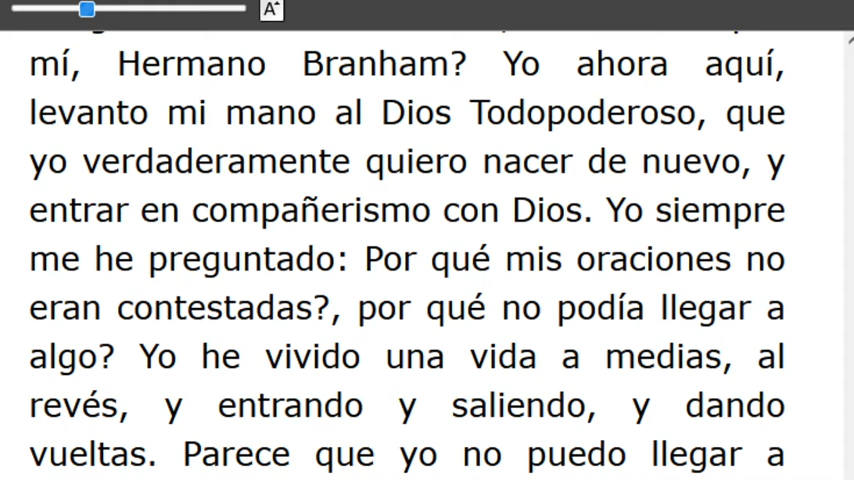 A
mí, Hermano Branham? Yo ahora aquí,
levanto mi mano al Dios Todopoderoso, que
yo verdaderamente quiero nacer de nuevo, y
entrar en compañerismo con Dios. Yo siempre
me he preguntado: Por qué mis oraciones no
eran contestadas?, por qué no podía llegar a
algo? Yo he vivido una vida a medias, al
revés, y entrando y saliendo, y dando
vueltas. Parece que yo no puedo llegar a